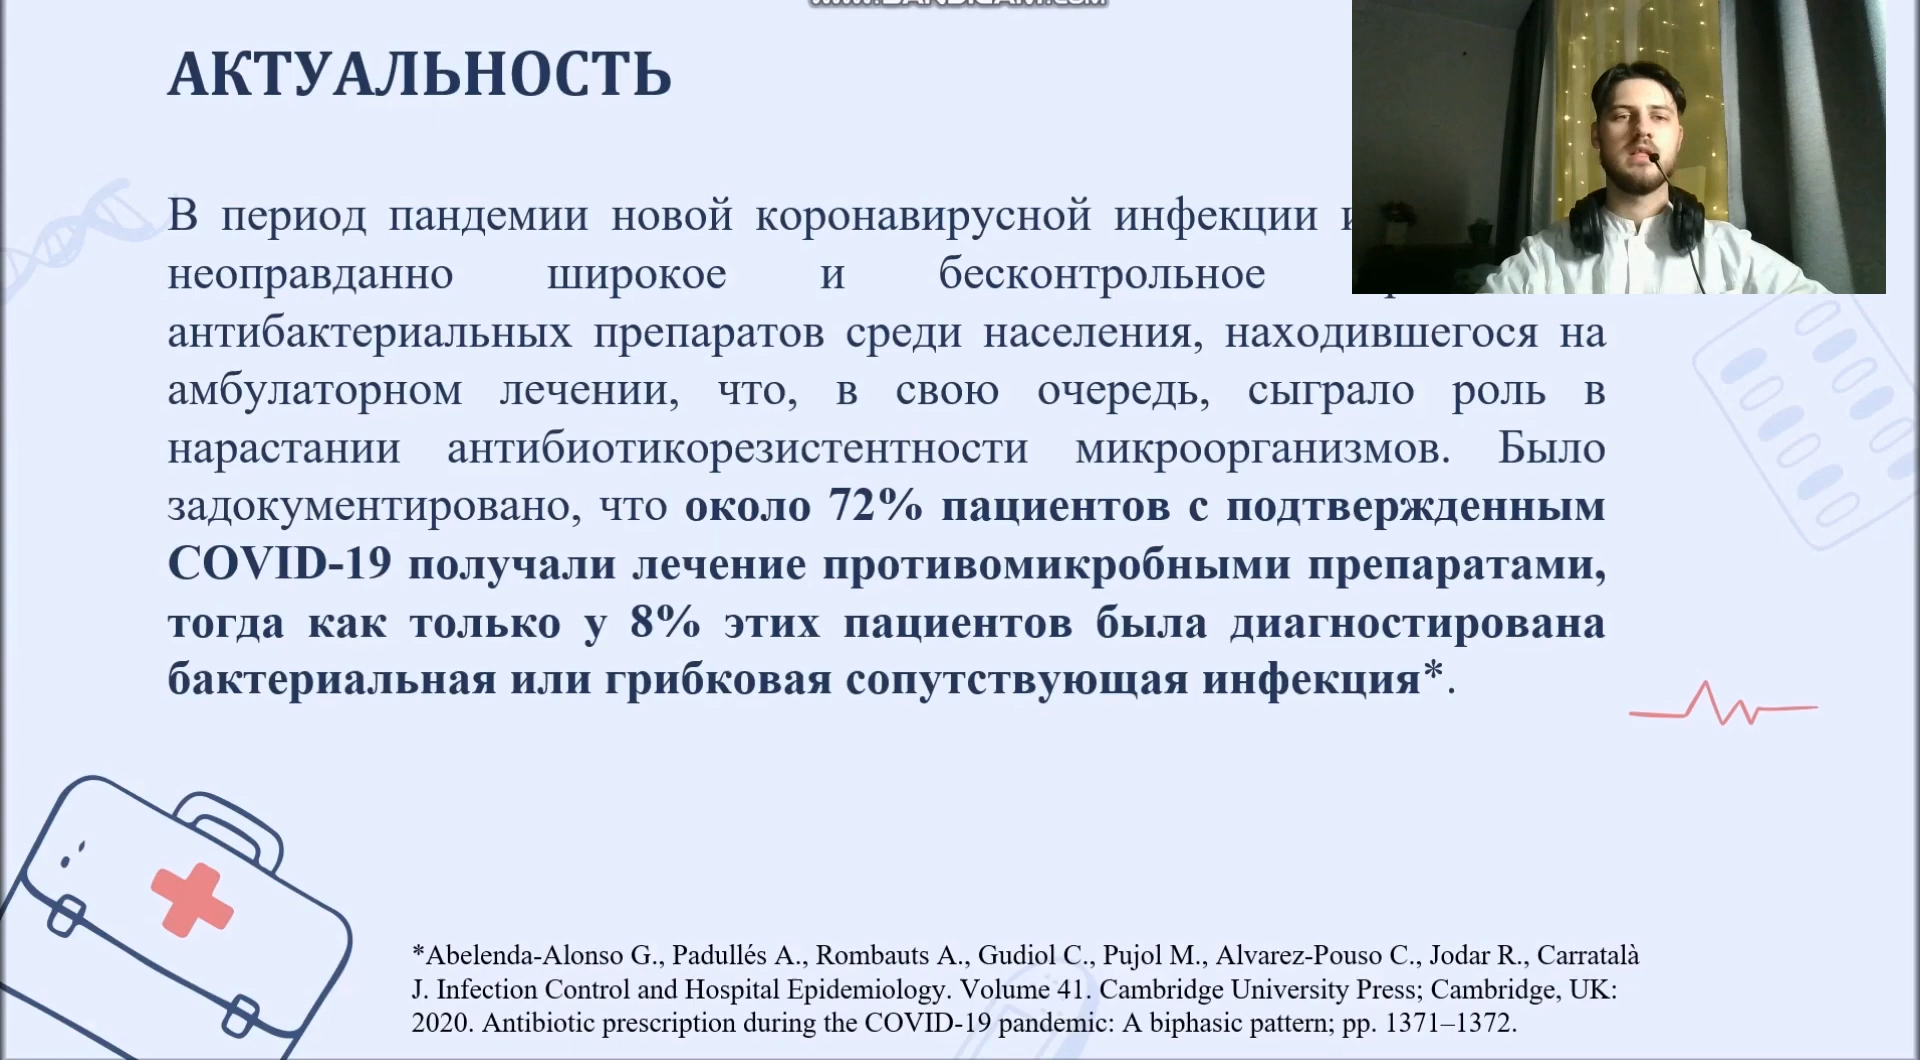 www.BANDICAM.com
АКТУАЛЬНОСТЬ
В период пандемии новой коронавирусной инфекции
неоправданно широкое и бесконтрольное
антибактериальных препаратов среди населения, находившегося на
амбулаторном лечении, что, в свою очередь, сыграло роль в
нарастании антибиотикорезистентности микроорганизмов. Было
задокументировано, что около 72% пациентов с подтвержденным
COVID-19 получали лечение противомикробными препаратами,
тогда как только у 8% этих пациентов была диагностирована
бактериальная или грибковая сопутствующая инфекция*.
*Abelenda-Alonso G., Padullés A., Rombauts A., Gudiol C., Pujol M., Alvarez-Pouso C., Jodar R., Carratalà
J. Infection Control and Hospital Epidemiology. Volume 41. Cambridge University Press; Cambridge, UK:
2020. Antibiotic prescription during the COVID-19 pandemic: A biphasic pattern; pp. 1371–1372.